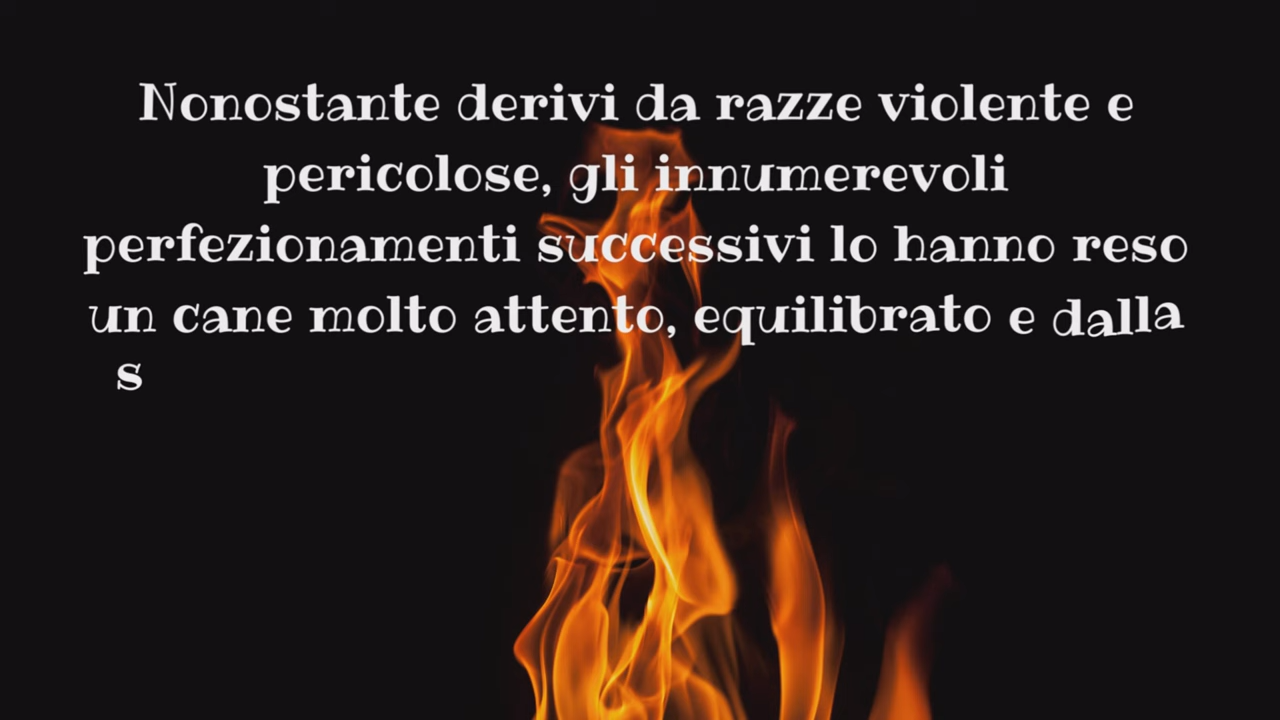 Nonostante derivi da razze violente e
pericolose, gli innumerevoli
perfezionamenti successivi lo hanno reso
un cane molto attento, equilibrato e dalla
s